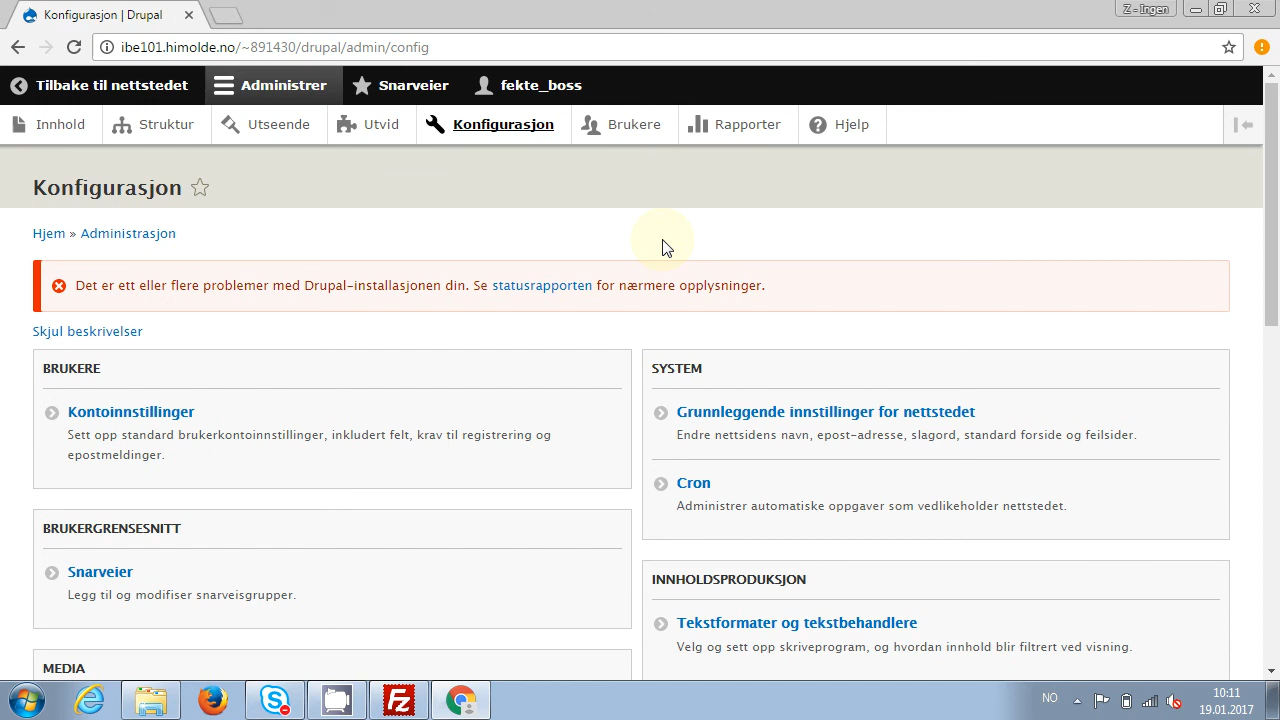 Konfigurasjon | Drupal
Z - Ingen
ibe101.himolde.no/~891430/drupal/admin/config
Tilbake til nettstedet
Administrer
Snarveier
fekte_boss
Innhold
Struktur
Utseende
Utvid
Konfigurasjon
Brukere
Rapporter
Hjelp
Konfigurasjon
Hjem » Administrasjon
Det er ett eller flere problemer med Drupal-installasjonen din. Se statusrapporten for nærmere opplysninger.
Skjul beskrivelser
BRUKERE
Kontoinnstillinger
Sett opp standard brukerkontoinnstillinger, inkludert felt, krav til registrering og
epostmeldinger.
BRUKERGRENSESNITT
Snarveier
Legg til og modifiser snarveisgrupper.
MEDIA
SYSTEM
Grunnleggende innstillinger for nettstedet
Endre nettsidens navn, epost-adresse, slagord, standard forside og feilsider.
Cron
Administrer automatiske oppgaver som vedlikeholder nettstedet.
INNHOLDSPRODUKSJON
Tekstformater og tekstbehandlere
Velg og sett opp skriveprogram, og hvordan innhold blir filtrert ved visning.
NO
10:11
19.01.2017